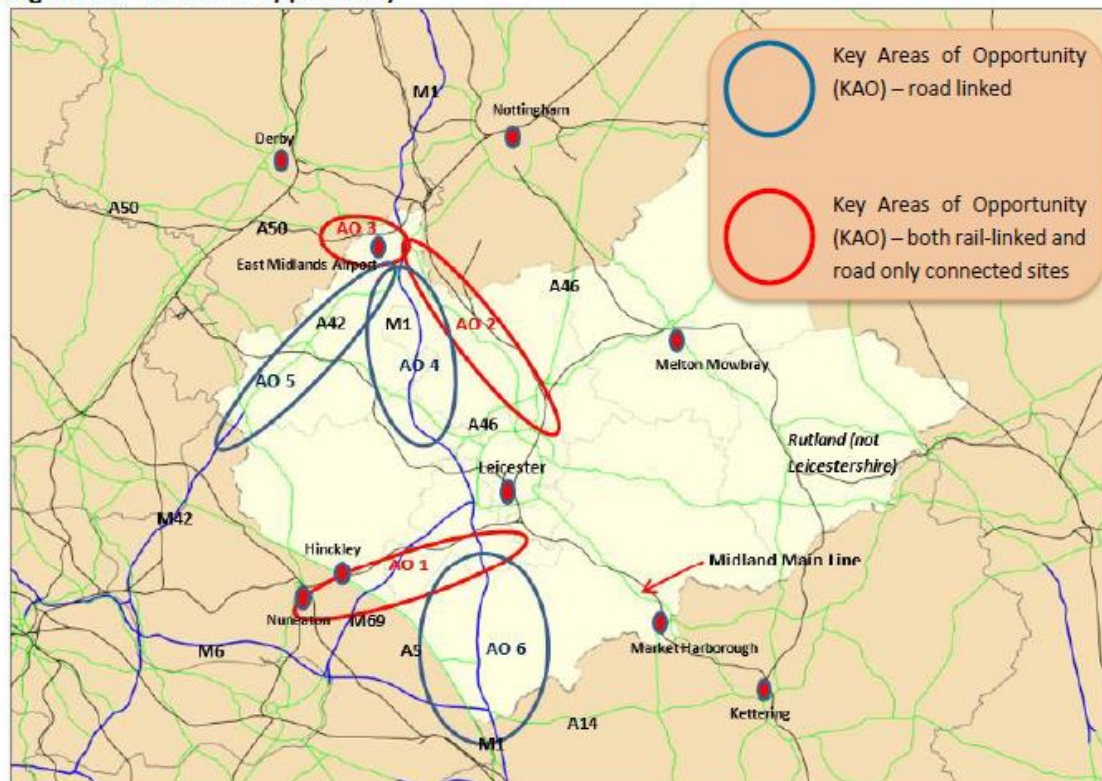 Key Areas of Opportunity
(KAO) – road linked
Key Areas of Opportunity
(KAO) – both rail-linked and
road only connected sites
M1
Nottingham
Derby
A50
A50
AO 3
East Midlands Airport
A46
A42
M1
AO 2
AO 5
AO 4
Melton Mowbray
A46
Rutland (not
Leicestershire)
Leicester
M42
Hinckley
AO 1
Midland Main Line
Nuneaton
M69
M6
A5
AO 6
Market Harborough
Kettering
A14
M1